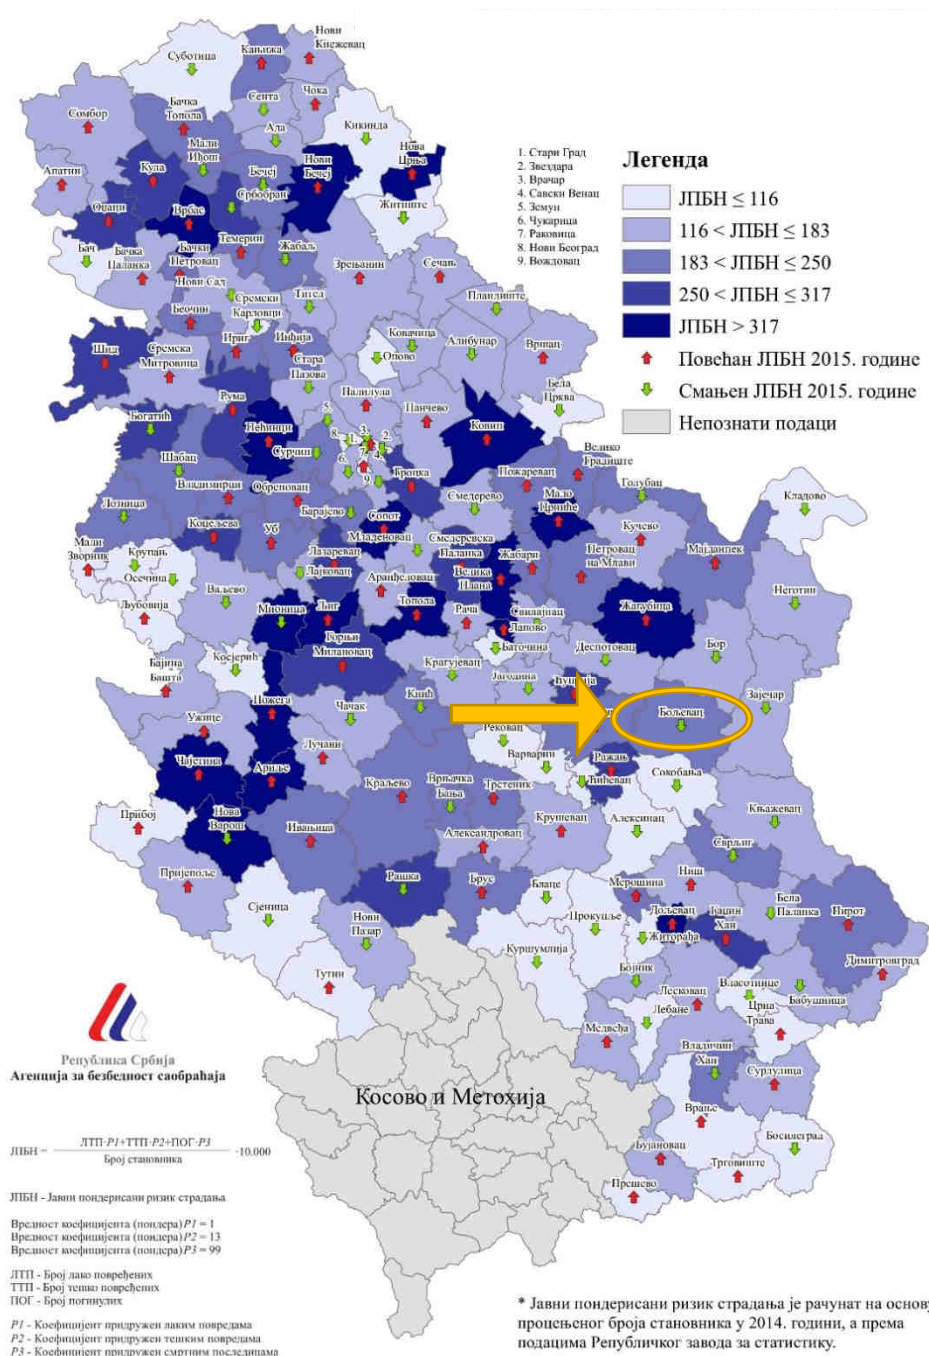 Суботица
Кањижа
Нови
Кнежевац
Сента
Чока
Сомбор
Бачка
Топола
Ада
Кикинда
Мали
Иђош
Апатин
Кула
Бечеј
Нови
Бечеј
Нова
Црња
Оџаци
Врбас
Србобран
Житиште
Бач
Бачка
Паланка
Бачки
Петровац
Темерин
Жабаљ
Зрењанин
Сечањ
Нови Сад
Сремски
Карловци
Тител
Пландиште
Беочин
Ковачица
Опово
Алибунар
Вршац
Шид
Сремска
Митровица
Ириг
Инђија
Стара
Пазова
Бела
Црква
Рума
Палилула
Панчево
Богатић
Пећинци
5.
8.
1.
3.
2.
4.
7.
6.
9.
Ковин
Шабац
Сурчин
Гроцка
Пожаревац
Велико
Градиште
Голубац
Кладово
Лозница
Владимирци
Обреновац
Барајево
Сопот
Смедерево
Мало
Црниће
Коцељева
Уб
Младеновац
Смедеревска
Паланка
Кучево
Мали
Зворник
Крупањ
Осечина
Лазаревац
Лајковац
Жабари
Петровац
на Млави
Мајданпек
Ваљево
Аранђеловац
Велика
Плана
Неготин
Љубовија
Мионица
Љиг
Топола
Рача
Свилајнац
Жагубица
Лапово
Горњи
Милановац
Баточина
Бајина
Башта
Косјерић
Крагујевац
Деспотовац
Бор
Јагодина
Ћуприја
Пожега
Чачак
Кнић
Бољевац
Зајечар
Ужице
Рековац
Лучани
Варварин
Ражањ
Чајетина
Ариље
Краљево
Врњачка
Бања
Трстеник
Ћићевац
Сокобања
Прибој
Нова
Варош
Ивањица
Александровац
Крушевац
Алексинац
Књажевац
Сврљиг
Пријепоље
Рашка
Брус
Блаце
Мерошина
Ниш
Бела
Паланка
Сјеница
Нови
Пазар
Прокупље
Дољевац
Гаџин
Хан
Пирот
Куршумлија
Житорађа
Тутин
Бојник
Димитровград
Лесковац
Власотинце
Бабушница
Лебане
Црна
Трава
Медвеђа
Владичин
Хан
Сурдулица
Врање
Босилеград
Бујановац
Трговиште
Прешево
Косово и Метохија
1. Стари Град
2. Звездара
3. Врачар
4. Савски Венац
5. Земун
6. Чукарица
7. Раковица
8. Нови Београд
9. Вождовац
Легенда
ЈПБН ≤ 116
116 < ЈПБН ≤ 183
183 < ЈПБН ≤ 250
250 < ЈПБН ≤ 317
ЈПБН > 317
Повећан ЈПБН 2015. године
Смањен ЈПБН 2015. године
Непознати подаци
Република Србија
Агенција за безбедност саобраћаја
ЈПБН = ЛТП·P1+ТТП·P2+ПОГ·P3 ·10.000
Број становника
ЈПБН - Јавни пондерисани ризик страдања
Вредност коефицијента (пондера) P1 = 1
Вредност коефицијента (пондера) P2 = 13
Вредност коефицијента (пондера) P3 = 99
ЛТП - Број лако повређених
ТТП - Број тешко повређених
ПОГ - Број погинулих
P1 - Коефицијент придружен лаким повредама
P2 - Коефицијент придружен тешким повредама
P3 - Коефицијент придружен смртним последицама
* Јавни пондерисани ризик страдања је рачунат на основу
процењеног броја становника у 2014. години, а према
подацима Републичког завода за статистику.